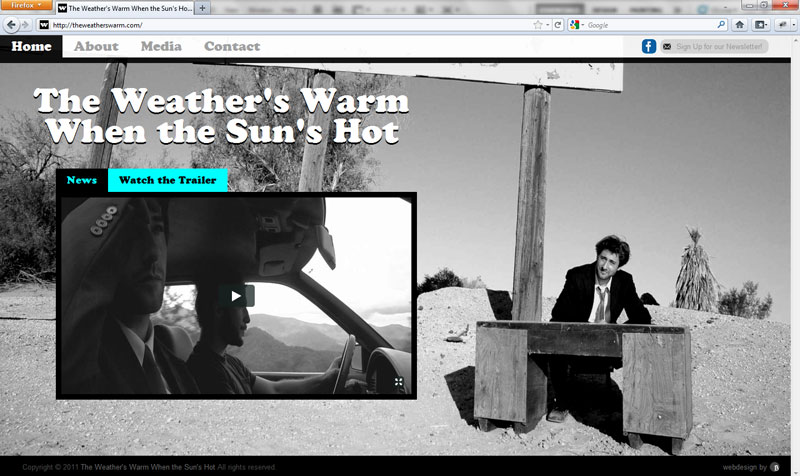 Firefox
W The Weather's Warm When the Sun's Ho...
W http://theweatherswarm.com/
Google
Home About Media Contact
f Sign Up for our Newsletter!
The Weather's Warm
When the Sun's Hot
News Watch the Trailer
Copyright © 2011 The Weather's Warm When the Sun's Hot All rights reserved.
webdesign by B